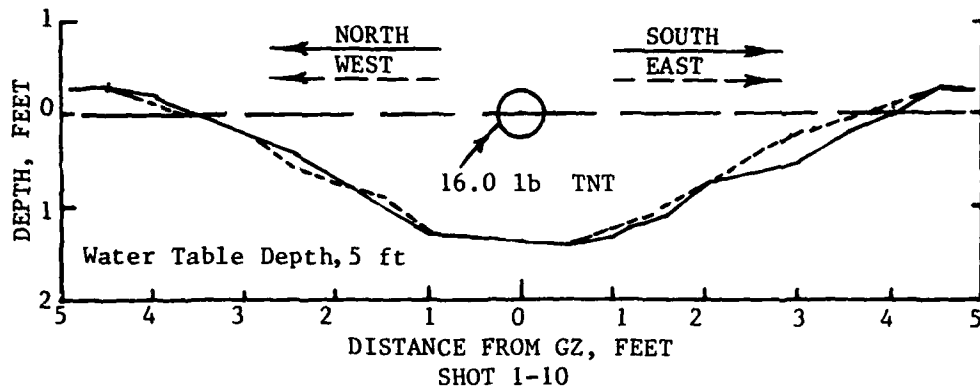 1
NORTH
SOUTH
WEST
EAST
0
DEPTH, FEET
16.0 lb TNT
1
Water Table Depth, 5 ft
2
5 4 3 2 1 0 1 2 3 4 5
DISTANCE FROM GZ, FEET
SHOT 1-10